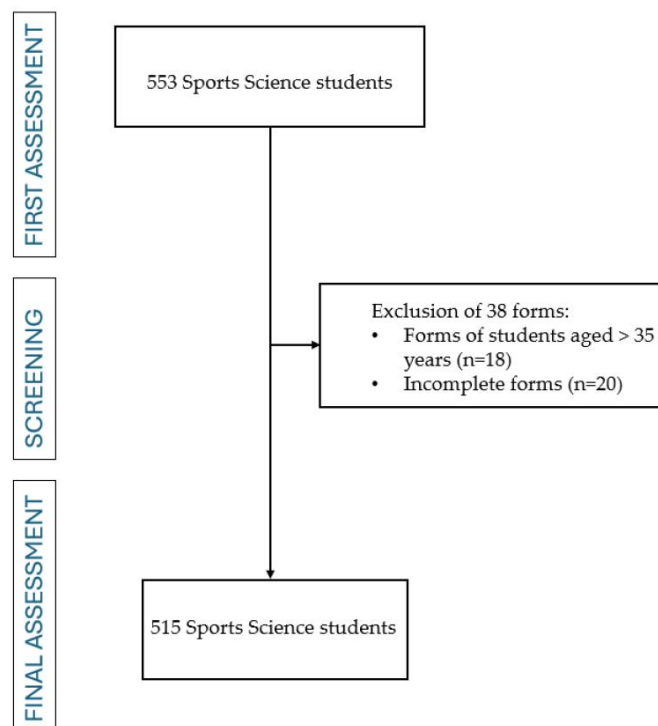 FIRST ASSESSMENT
553 Sports Science students
SCREENING
Exclusion of 38 forms:
• Forms of students aged > 35
years (n=18)
• Incomplete forms (n=20)
FINAL ASSESSMENT
515 Sports Science students